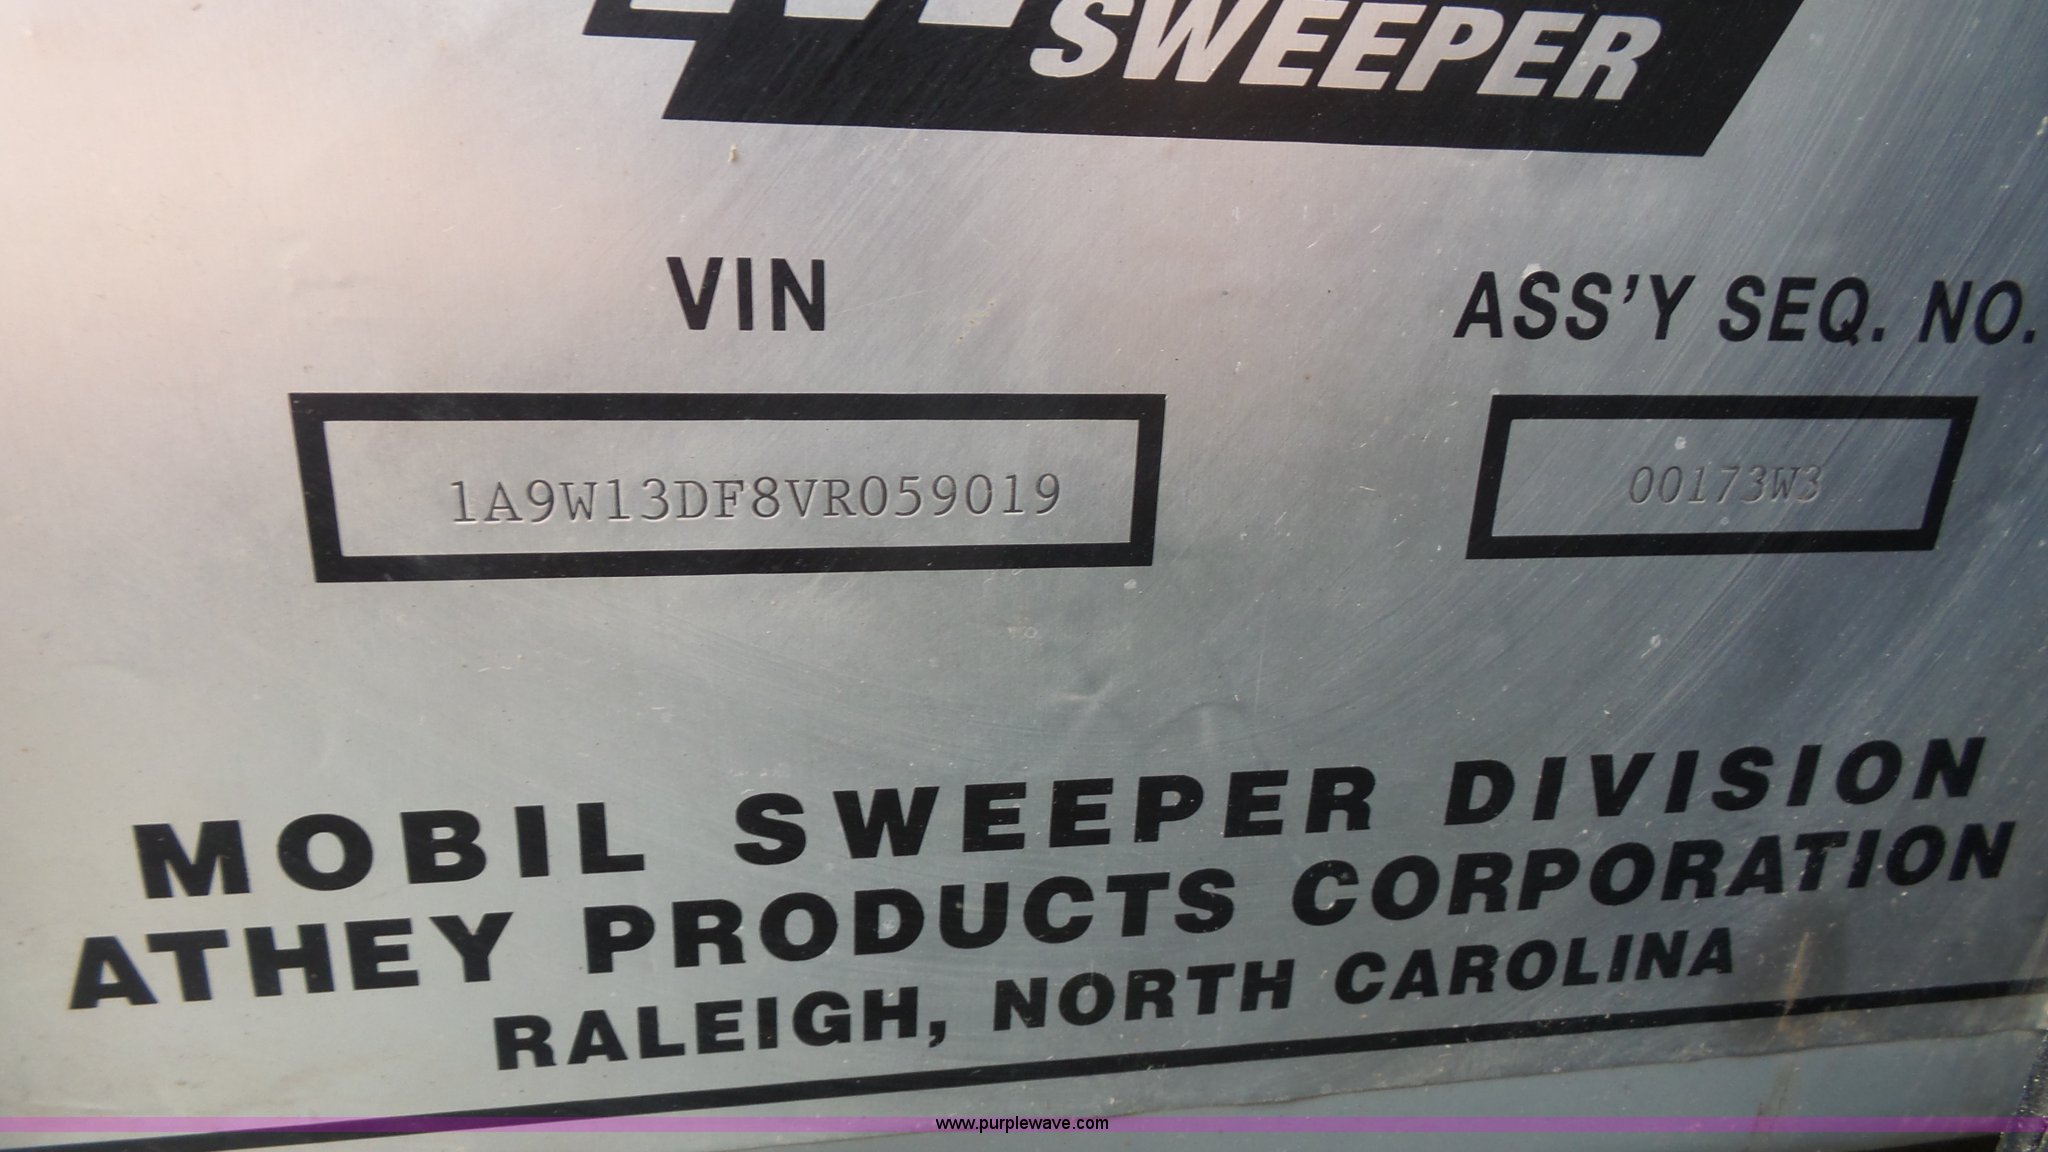 SWEEPER
VIN
ASS'Y SEQ. NO.
1A9W13DF8VR059019
00173W3
MOBIL SWEEPER DIVISION
ATHEY PRODUCTS CORPORATION
RALEIGH, NORTH CAROLINA
www.purplewave.com